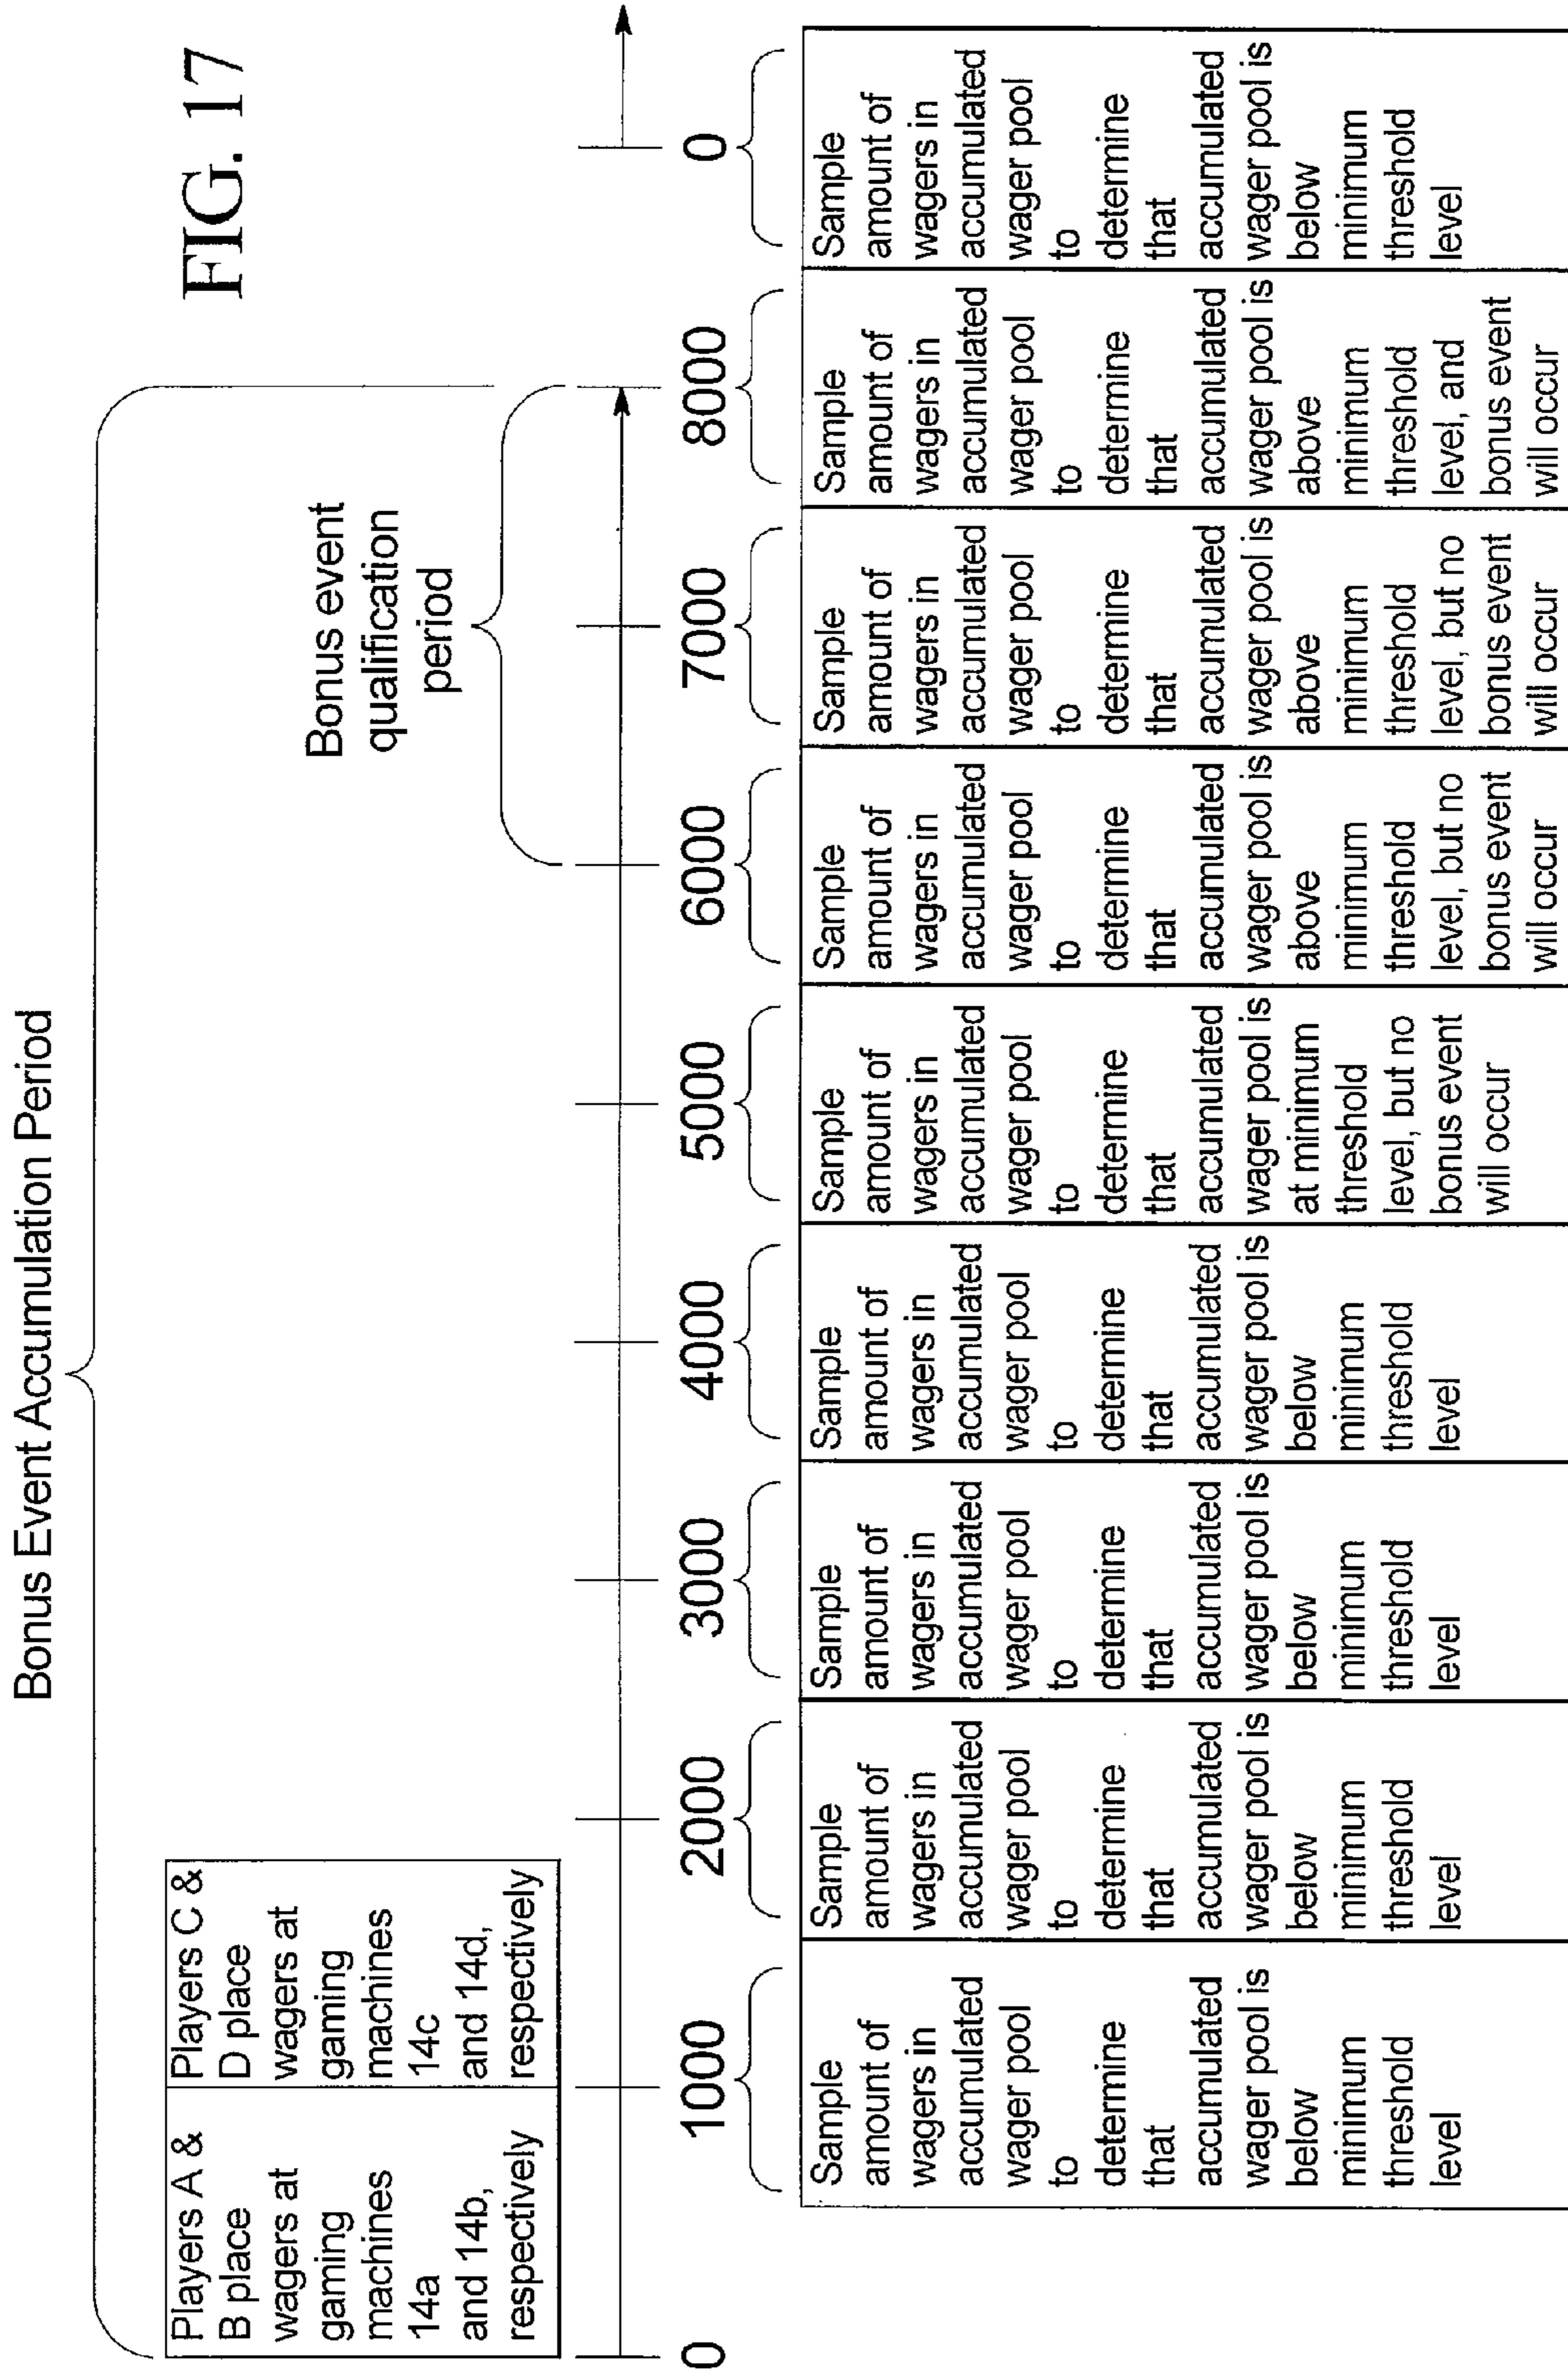 FIG. 17
Bonus Event Accumulation Period
Bonus event
qualification
period
Players A &
B place
wagers at
gaming
machines
14a
and 14b,
respectively
Players C &
D place
wagers at
gaming
machines
14c
and 14d,
respectively
0
1000
2000
3000
4000
5000
6000
7000
8000
0
Sample
amount of
wagers in
accumulated
wager pool
to
determine
that
accumulated
wager pool is
below
minimum
threshold
level
Sample
amount of
wagers in
accumulated
wager pool
to
determine
that
accumulated
wager pool is
below
minimum
threshold
level
Sample
amount of
wagers in
accumulated
wager pool
to
determine
that
accumulated
wager pool is
below
minimum
threshold
level
Sample
amount of
wagers in
accumulated
wager pool
to
determine
that
accumulated
wager pool is
below
minimum
threshold
level
Sample
amount of
wagers in
accumulated
wager pool
to
determine
that
accumulated
wager pool is
at minimum
threshold
level, but no
bonus event
will occur
Sample
amount of
wagers in
accumulated
wager pool
to
determine
that
accumulated
wager pool is
above
minimum
threshold
level, but no
bonus event
will occur
Sample
amount of
wagers in
accumulated
wager pool
to
determine
that
accumulated
wager pool is
above
minimum
threshold
level, but no
bonus event
will occur
Sample
amount of
wagers in
accumulated
wager pool
to
determine
that
accumulated
wager pool is
above
minimum
threshold
level, and
bonus event
will occur
Sample
amount of
wagers in
accumulated
wager pool
to
determine
that
accumulated
wager pool is
below
minimum
threshold
level